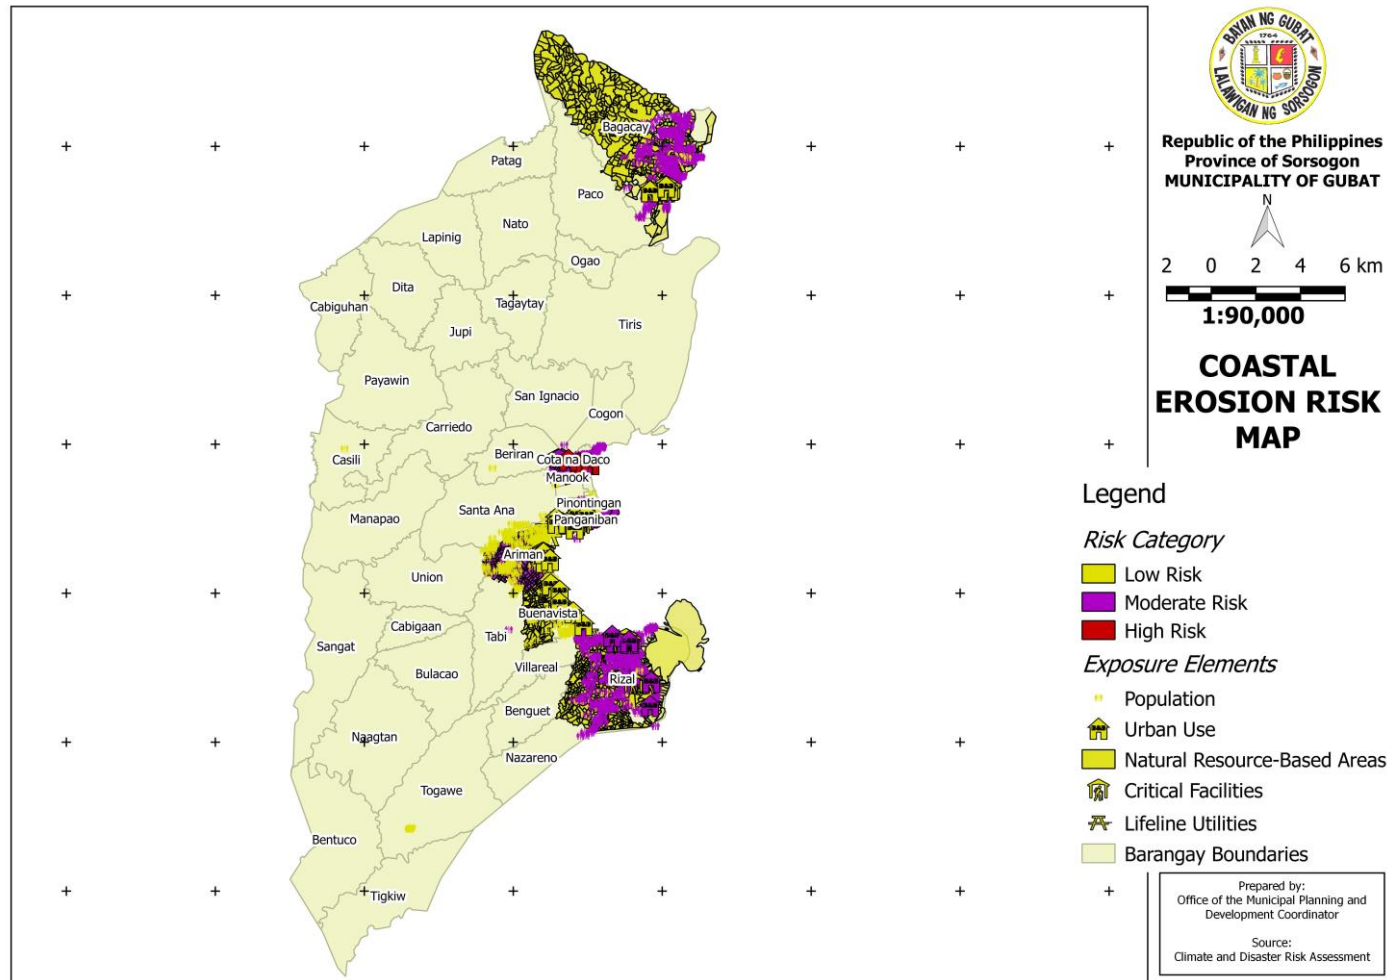 BAYAN NG GUBAT
1764
LALAWIGAN NG SORSOGON
Republic of the Philippines
Province of Sorsogon
MUNICIPALITY OF GUBAT
N
2 0 2 4 6 km
1:90,000
COASTAL
EROSION RISK
MAP
Legend
Risk Category
Low Risk
Moderate Risk
High Risk
Exposure Elements
Population
Urban Use
Natural Resource-Based Areas
Critical Facilities
Lifeline Utilities
Barangay Boundaries
Prepared by:
Office of the Municipal Planning and
Development Coordinator
Source:
Climate and Disaster Risk Assessment
Bagacay
Patag
Paco
Nato
Lapinig
Ogao
Dita
Cabiguhan
Tagaytay
Tiris
Jupi
Payawin
San Ignacio
Cogon
Carriedo
Beriran
Casili
Cota na Daco
Manook
Pinontingan
Santa Ana
Manapao
Panganiban
Ariman
Union
Buenavista
Cabigaan
Tabi
Sangat
Villareal
Bulacao
Rizal
Benguet
Naagtan
Nazareno
Togawe
Bentuco
Tigkiw